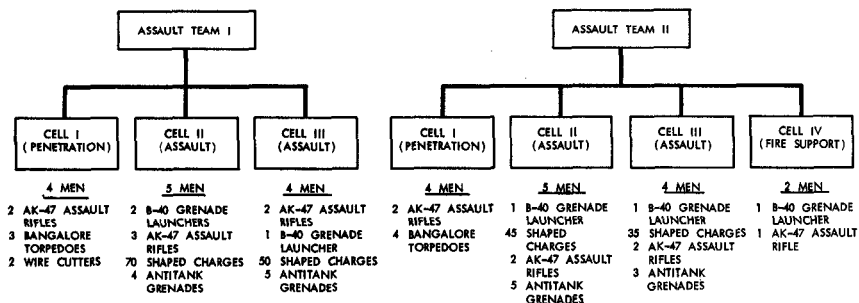 ASSAULT TEAM I
CELL I
(PENETRATION)
4 MEN
2 AK-47 ASSAULT
RIFLES
3 BANGALORE
TORPEDOES
2 WIRE CUTTERS
CELL II
(ASSAULT)
5 MEN
2 B-40 GRENADE
LAUNCHERS
3 AK-47 ASSAULT
RIFLES
70 SHAPED CHARGES
4 ANTITANK
GRENADES
CELL III
(ASSAULT)
4 MEN
2 AK-47 ASSAULT
RIFLES
1 B-40 GRENADE
LAUNCHER
50 SHAPED CHARGES
5 ANTITANK
GRENADES
ASSAULT TEAM II
CELL I
(PENETRATION)
4 MEN
2 AK-47 ASSAULT
RIFLES
4 BANGALORE
TORPEDOES
CELL II
(ASSAULT)
5 MEN
1 B-40 GRENADE
LAUNCHER
45 SHAPED
CHARGES
2 AK-47 ASSAULT
RIFLES
5 ANTITANK
GRENADES
CELL III
(ASSAULT)
4 MEN
1 B-40 GRENADE
LAUNCHER
35 SHAPED CHARGES
2 AK-47 ASSAULT
RIFLES
3 ANTITANK
GRENADES
CELL IV
(FIRE SUPPORT)
2 MEN
1 B-40 GRENADE
LAUNCHER
1 AK-47 ASSAULT
RIFLE